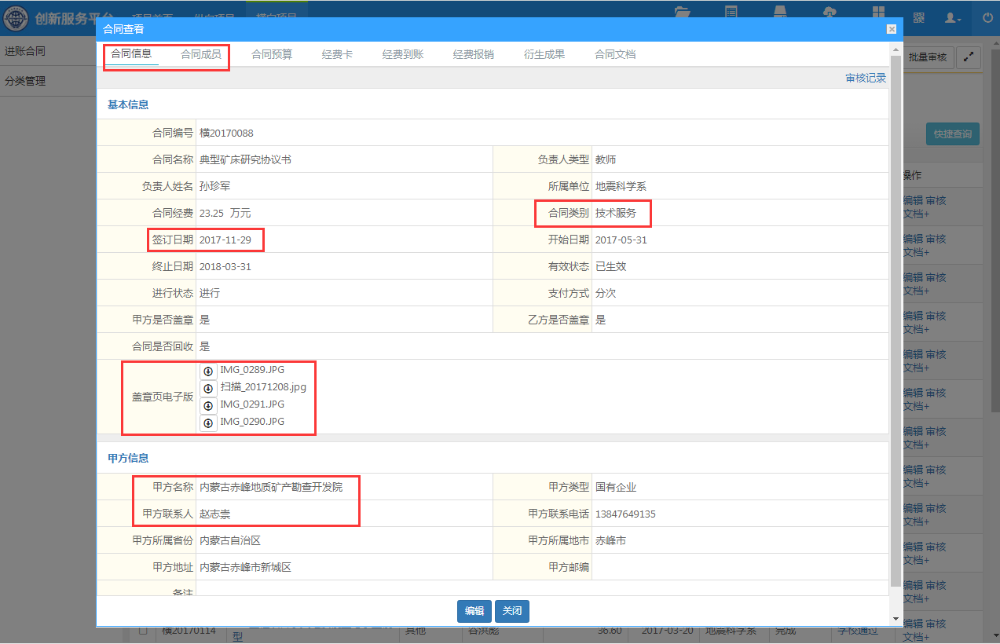 创新服务平台 项目首页 纵向项目 横向项目
合同查看
进账合同
分类管理
合同信息 合同成员 合同预算 经费卡 经费到账 经费报销 衍生成果 合同文档
批量审核
审核记录
基本信息
快捷查询
合同编号 横20170088
合同名称 典型矿床研究协议书 负责人类型 教师
负责人姓名 孙珍军 所属单位 地震科学系
合同经费 23.25 万元 合同类别 技术服务
签订日期 2017-11-29 开始日期 2017-05-31
终止日期 2018-03-31 有效状态 已生效
进行状态 进行 支付方式 分次
甲方是否盖章 是 乙方是否盖章 是
合同是否回收 是
盖章页电子版
IMG_0289.JPG
扫描_20171208.jpg
IMG_0291.JPG
IMG_0290.JPG
甲方信息
甲方名称 内蒙古赤峰地质矿产勘查开发院 甲方类型 国有企业
甲方联系人 赵志崇 甲方联系电话 13847649135
甲方所属省份 内蒙古自治区 甲方所属地市 赤峰市
甲方地址 内蒙古赤峰市新城区 甲方邮编
备注
编辑 关闭
操作
编辑 审核
文档+
编辑 审核
文档+
编辑 审核
文档+
编辑 审核
文档+
编辑 审核
文档+
编辑 审核
文档+
编辑 审核
文档+
编辑 审核
文档+
编辑 审核
文档+
编辑 审核
文档+
编辑 审核
文档+
编辑 审核
文档+
横20170114 型 其他 谷洪彪 36.60 2017-03-20 地震科学系 完成 学校通过